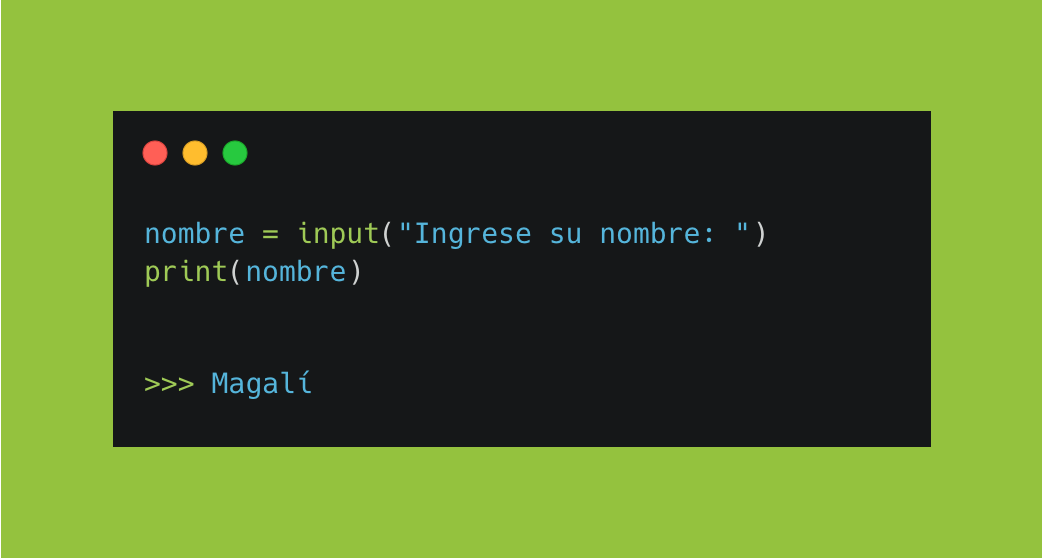 nombre = input("Ingrese su nombre: ")
print(nombre)
>>> Magalí